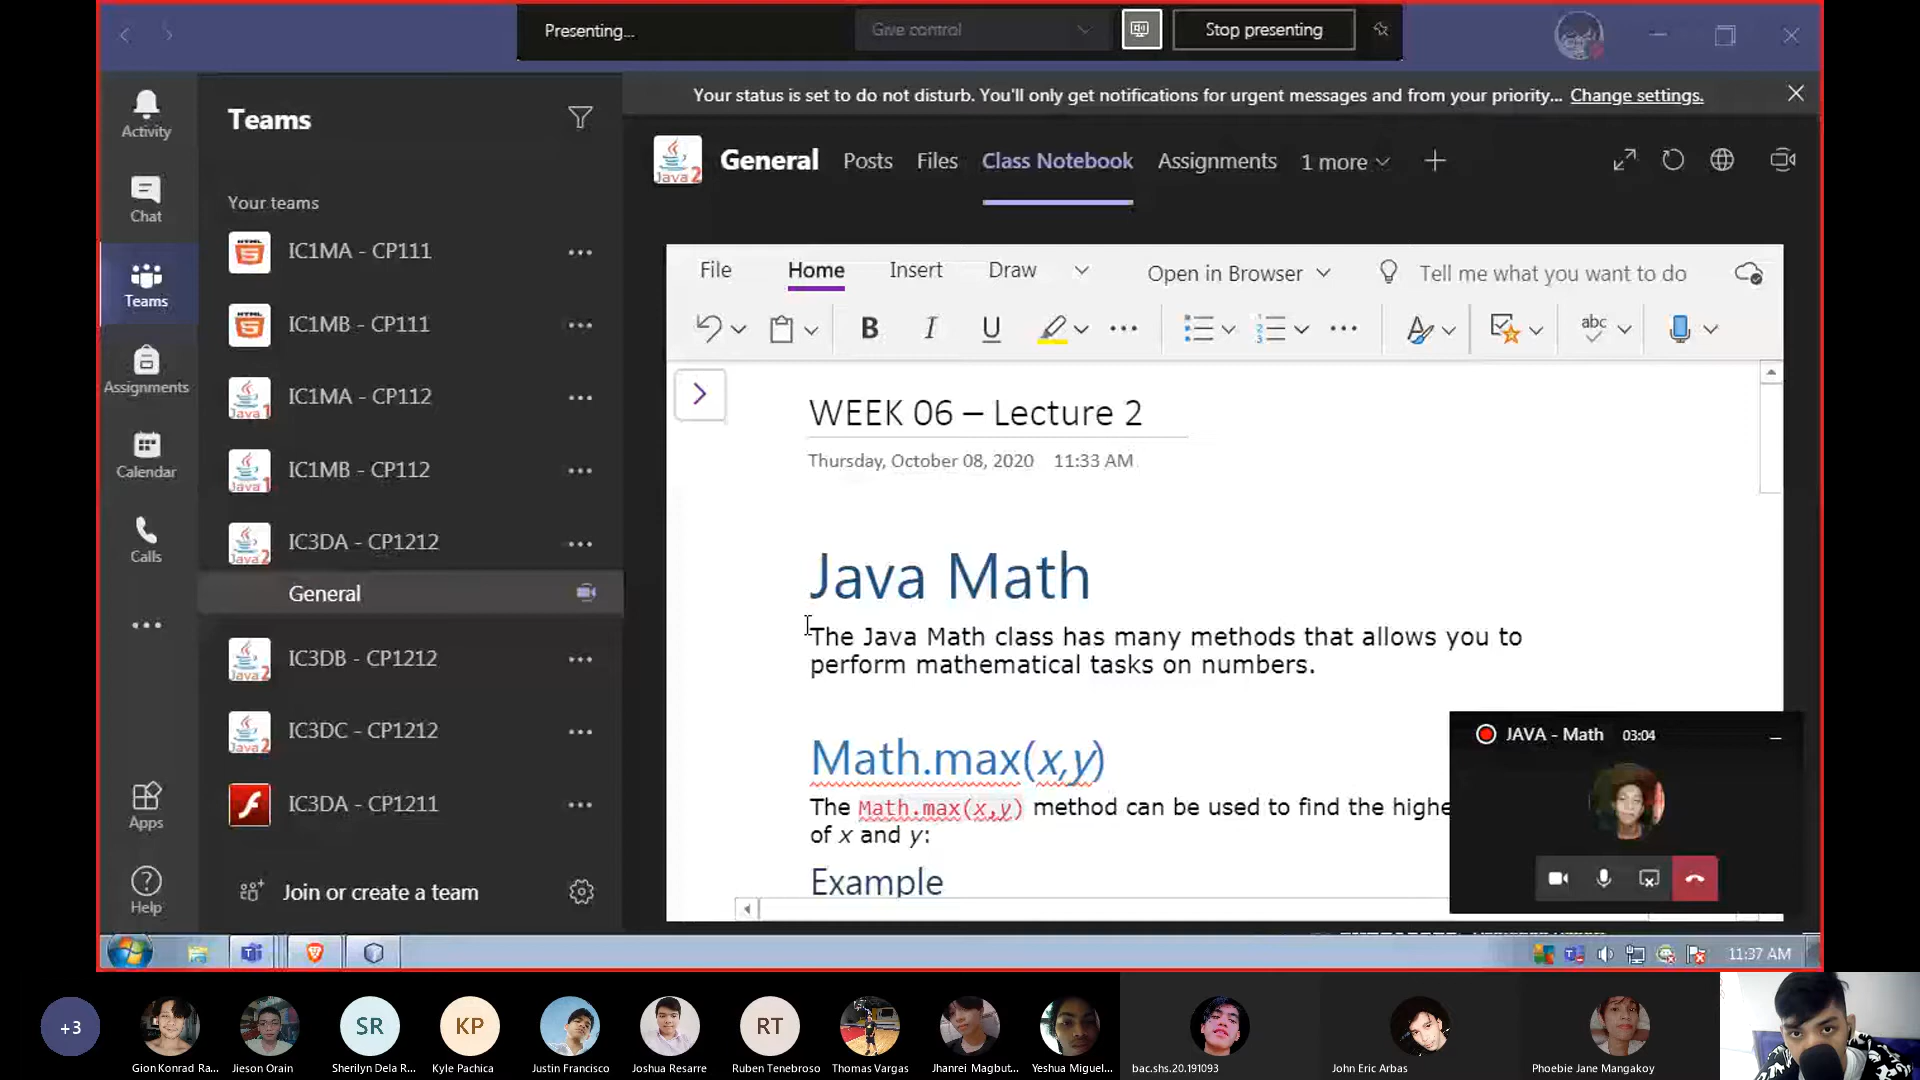 Presenting...
Give control
Stop presenting
Your status is set to do not disturb. You'll only get notifications for urgent messages and from your priority... Change settings.
Activity
Chat
Teams
Assignments
Calendar
Calls
Apps
Help
Teams
Your teams
IC1MA - CP111
IC1MB - CP111
IC1MA - CP112
IC1MB - CP112
IC3DA - CP1212
General
IC3DB - CP1212
IC3DC - CP1212
IC3DA - CP1211
Join or create a team
Java 2
General Posts Files Class Notebook Assignments 1 more
File Home Insert Draw Open in Browser Tell me what you want to do
B I U abc
WEEK 06 – Lecture 2
Thursday, October 08, 2020 11:33 AM
Java Math
The Java Math class has many methods that allows you to
perform mathematical tasks on numbers.
Math.max(x,y)
The Math.max(x,y) method can be used to find the highe
of x and y:
Example
JAVA - Math 03:04
11:37 AM
+3
Gion Konrad Ra...
Jieson Orain
SR
Sherilyn Dela R...
KP
Kyle Pachica
Justin Francisco
Joshua Resarre
RT
Ruben Tenebroso
Thomas Vargas
Jhanrei Magbut...
Yeshua Miguel...
bac.shs.20.191093
John Eric Arbas
Phoebie Jane Mangakoy